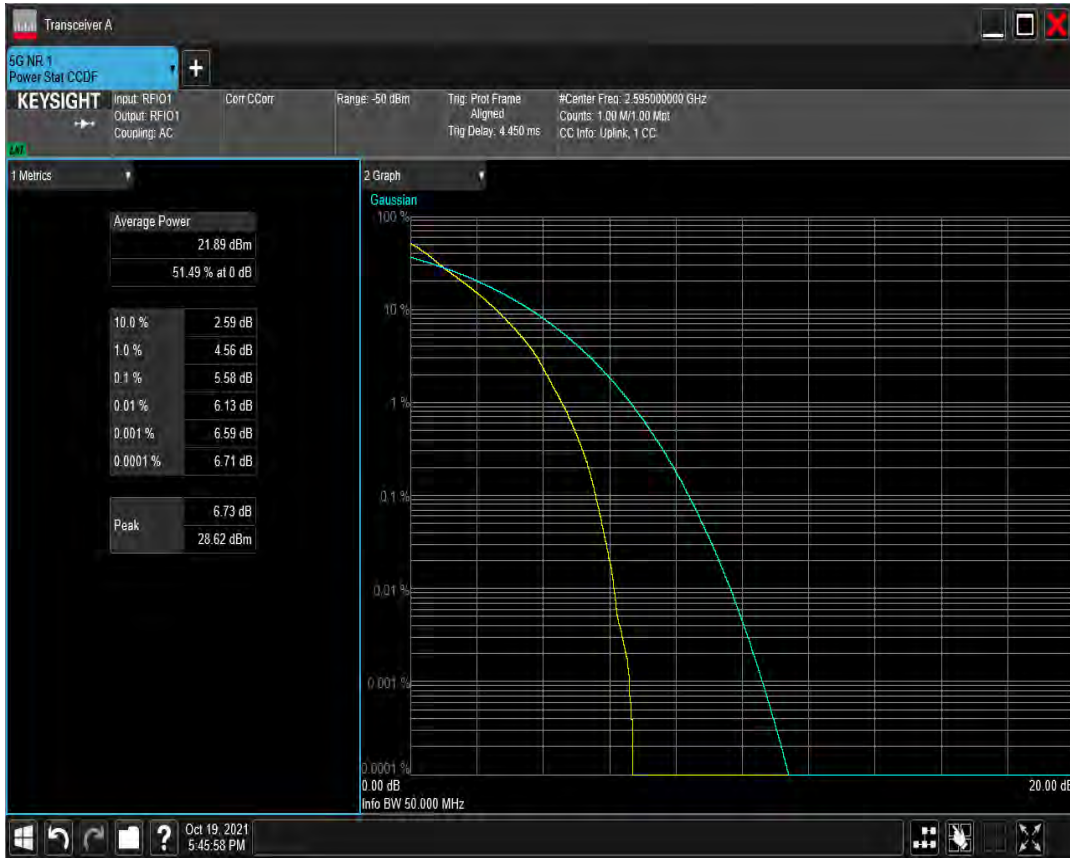 Transceiver A
5G NR 1
Power Stat CCDF
+
KEYSIGHT
Input: RFIO1
Output: RFIO1
Coupling: AC
Corr CCorr
Range: -50 dBm
Trig: Prot Frame
Aligned
Trig Delay: 4.450 ms
#Center Freq: 2.595000000 GHz
Counts: 1.00 M/1.00 Mpt
CC Info: Uplink, 1 CC
1 Metrics
Average Power
21.89 dBm
51.49 % at 0 dB
10.0 % 2.59 dB
1.0 % 4.56 dB
0.1 % 5.58 dB
0.01 % 6.13 dB
0.001 % 6.59 dB
0.0001 % 6.71 dB
Peak
6.73 dB
28.62 dBm
2 Graph
Gaussian
100 %
10 %
1 %
0.1 %
0.01 %
0.001 %
0.0001 %
0.00 dB 20.00 dB
Info BW 50.000 MHz
?
Oct 19, 2021
5:45:58 PM